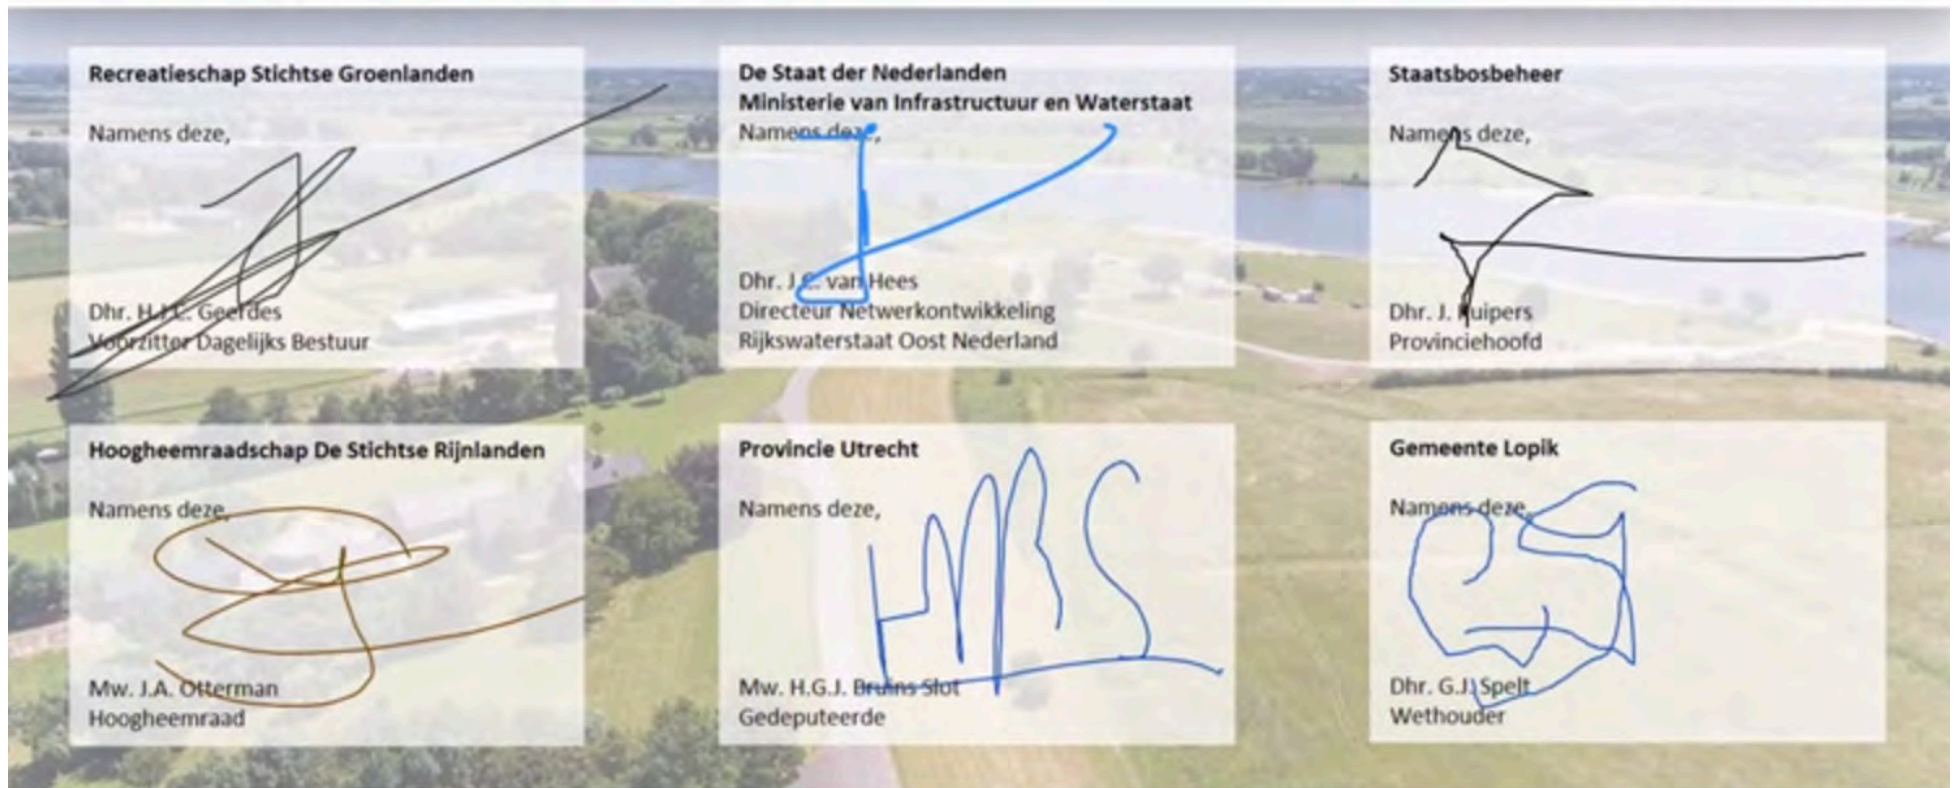 Recreatieschap Stichtse Groenlanden
Namens deze,
Dhr. H.J.C. Geerdes
Voorzitter Dagelijks Bestuur
De Staat der Nederlanden
Ministerie van Infrastructuur en Waterstaat
Namens deze,
Dhr. J.C. van Hees
Directeur Netwerkontwikkeling
Rijkswaterstaat Oost Nederland
Staatsbosbeheer
Namens deze,
Dhr. J. Kuipers
Provinciehoofd
Hoogheemraadschap De Stichtse Rijnlanden
Namens deze,
Mw. J.A. Otterman
Hoogheemraad
Provincie Utrecht
Namens deze,
Mw. H.G.J. Bruins Slot
Gedeputeerde
Gemeente Lopik
Namens deze,
Dhr. G.J. Spelt
Wethouder